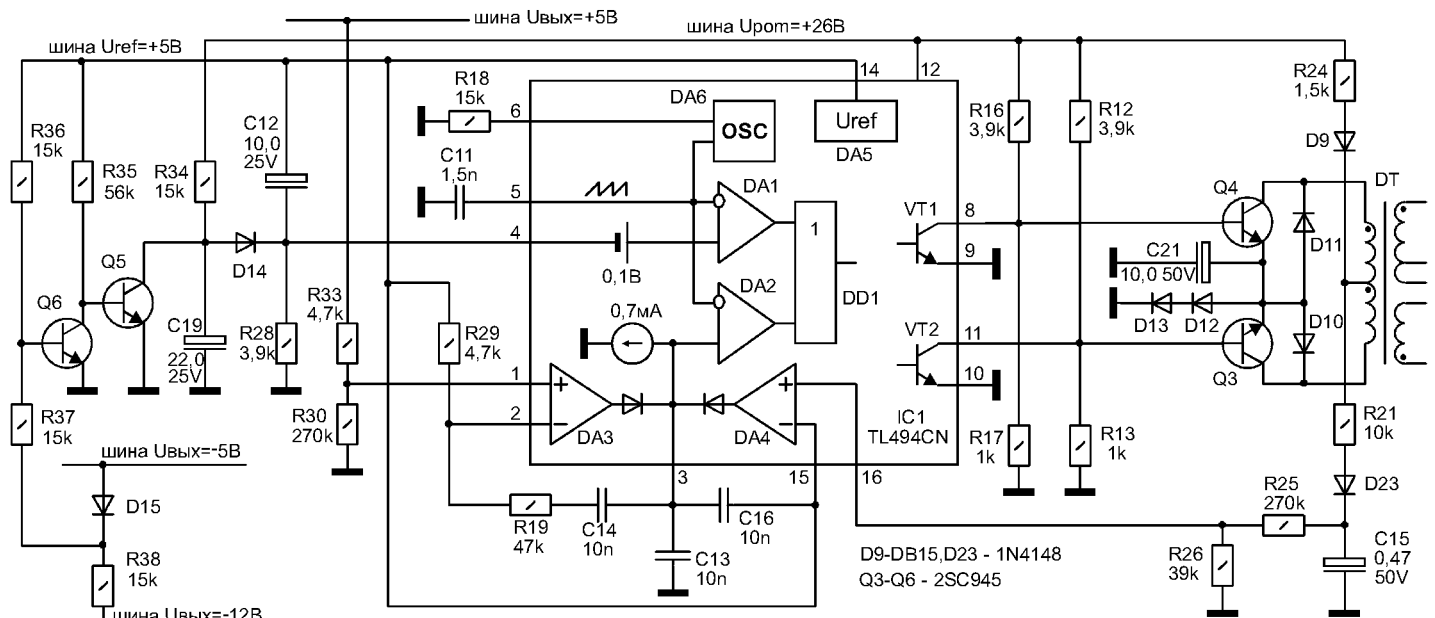 шина Uвых=+5В
шина Uпом=+26В
шина Uref=+5В
14
12
R18
15k
6
DA6
OSC
Uref
DA5
R16
3,9k
R12
3,9k
R24
1,5k
D9
R36
15k
R35
56k
R34
15k
C12
10,0
25V
C11
1,5n
5
DA1
1
VT1
8
Q4
DT
4
0,1В
D14
9
C21
10,0 50V
D11
Q5
Q6
DA2
DD1
R33
4,7k
0,7мА
R29
4,7k
VT2
11
D13
D12
D10
C19
22,0
25V
R28
3,9k
10
Q3
1
2
DA3
DA4
IC1
TL494CN
R37
15k
R30
270k
R17
1k
R13
1k
R21
10k
шина Uвых=-5В
3
15
16
D15
R19
47k
C14
10n
C16
10n
C13
10n
R25
270k
D23
R38
15k
D9-DB15,D23 - 1N4148
Q3-Q6 - 2SC945
R26
39k
C15
0,47
50V
шина Uвых=-12В